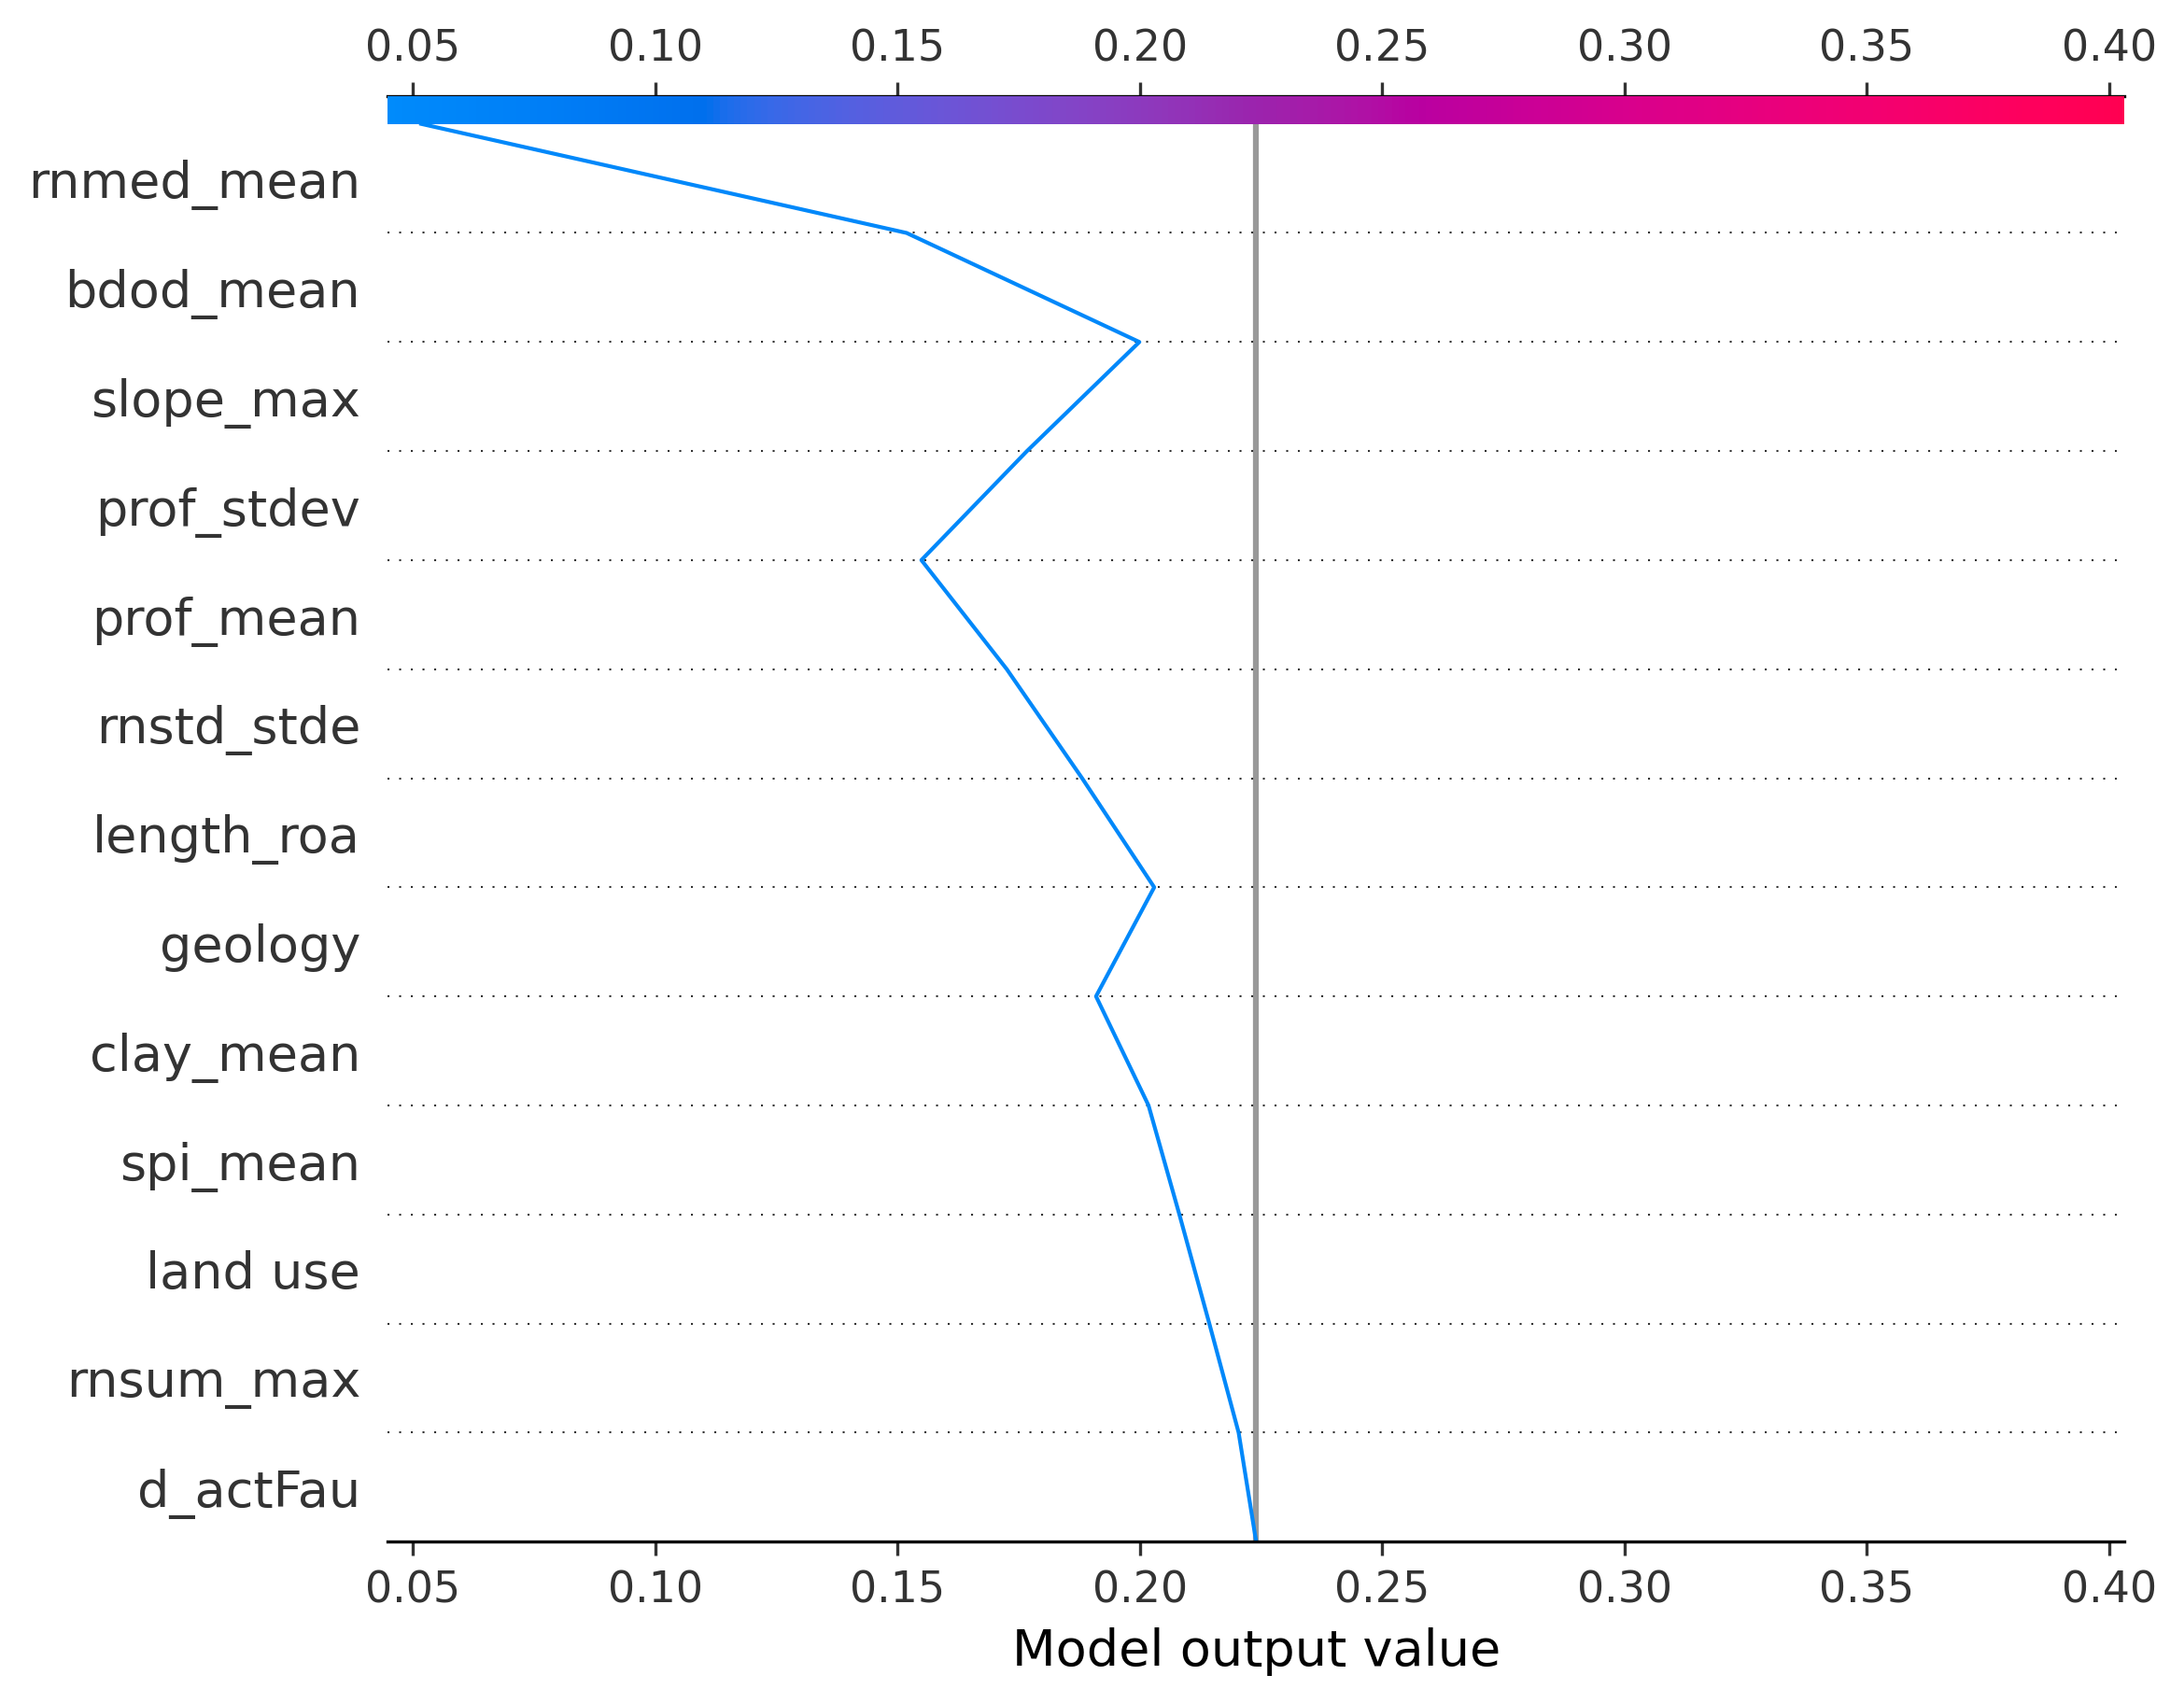 0.05 0.10 0.15 0.20 0.25 0.30 0.35 0.40
rnmed_mean
bdod_mean
slope_max
prof_stdev
prof_mean
rnstd_stde
length_roa
geology
clay_mean
spi_mean
land use
rnsum_max
d_actFau
0.05 0.10 0.15 0.20 0.25 0.30 0.35 0.40
Model output value